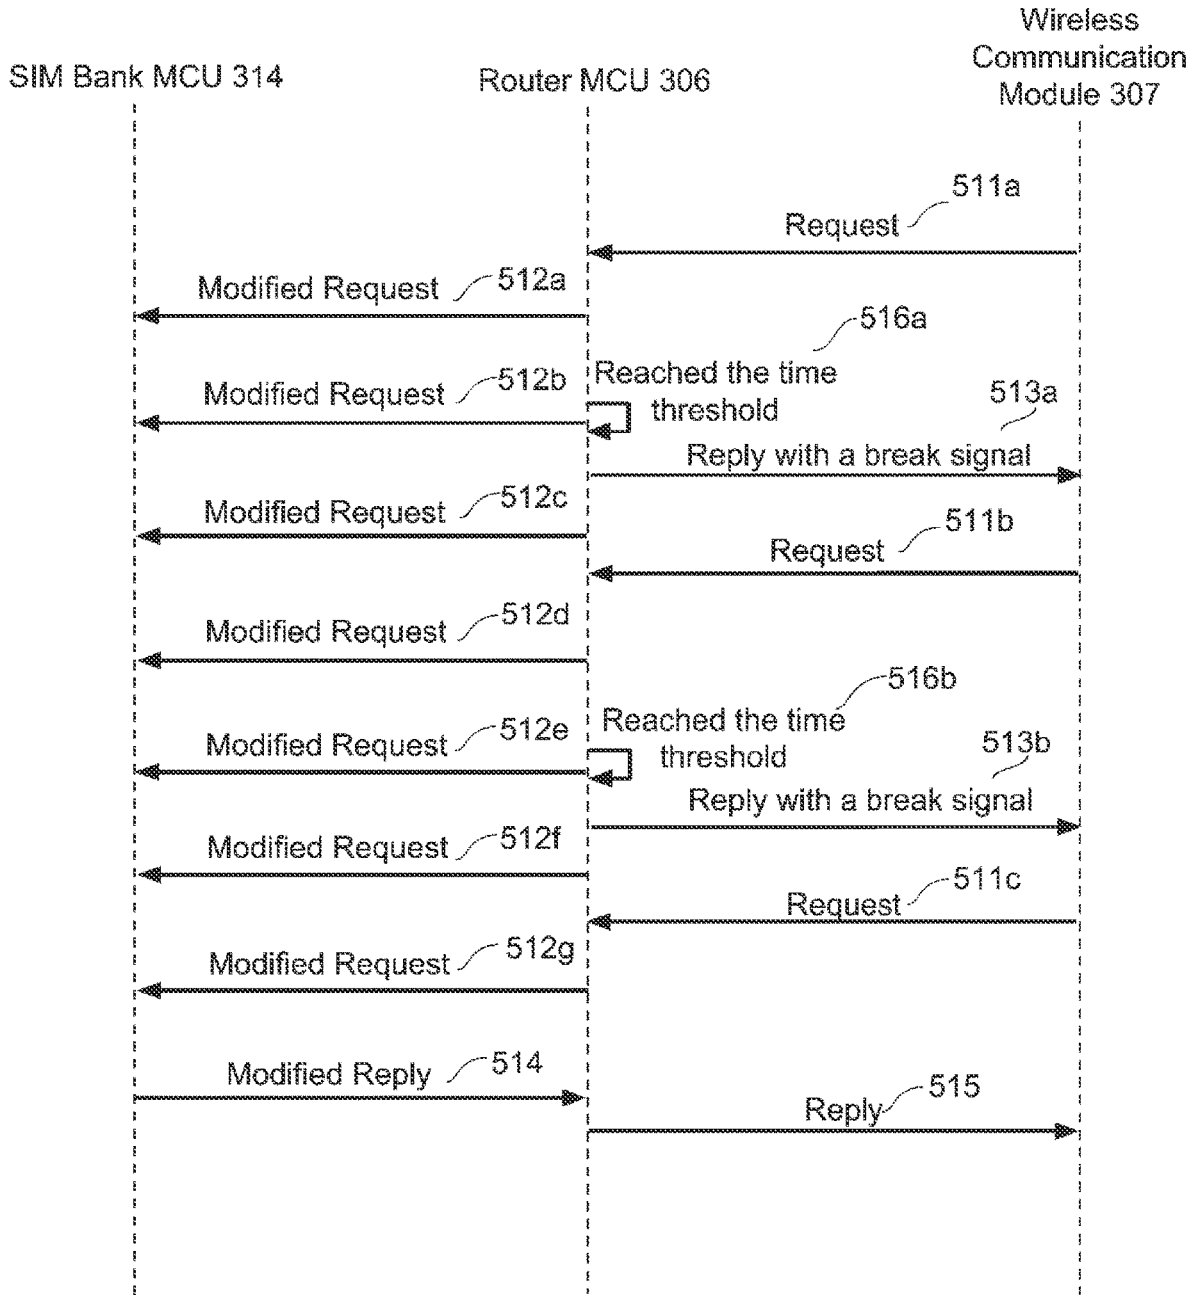 Wireless
Communication
Module 307
SIM Bank MCU 314
Router MCU 306
511a
Request
512a
Modified Request
516a
Reached the time
threshold
512b
Modified Request
513a
Reply with a break signal
512c
Modified Request
511b
Request
512d
Modified Request
516b
Reached the time
threshold
512e
Modified Request
513b
Reply with a break signal
512f
Modified Request
511c
Request
512g
Modified Request
514
Modified Reply
515
Reply